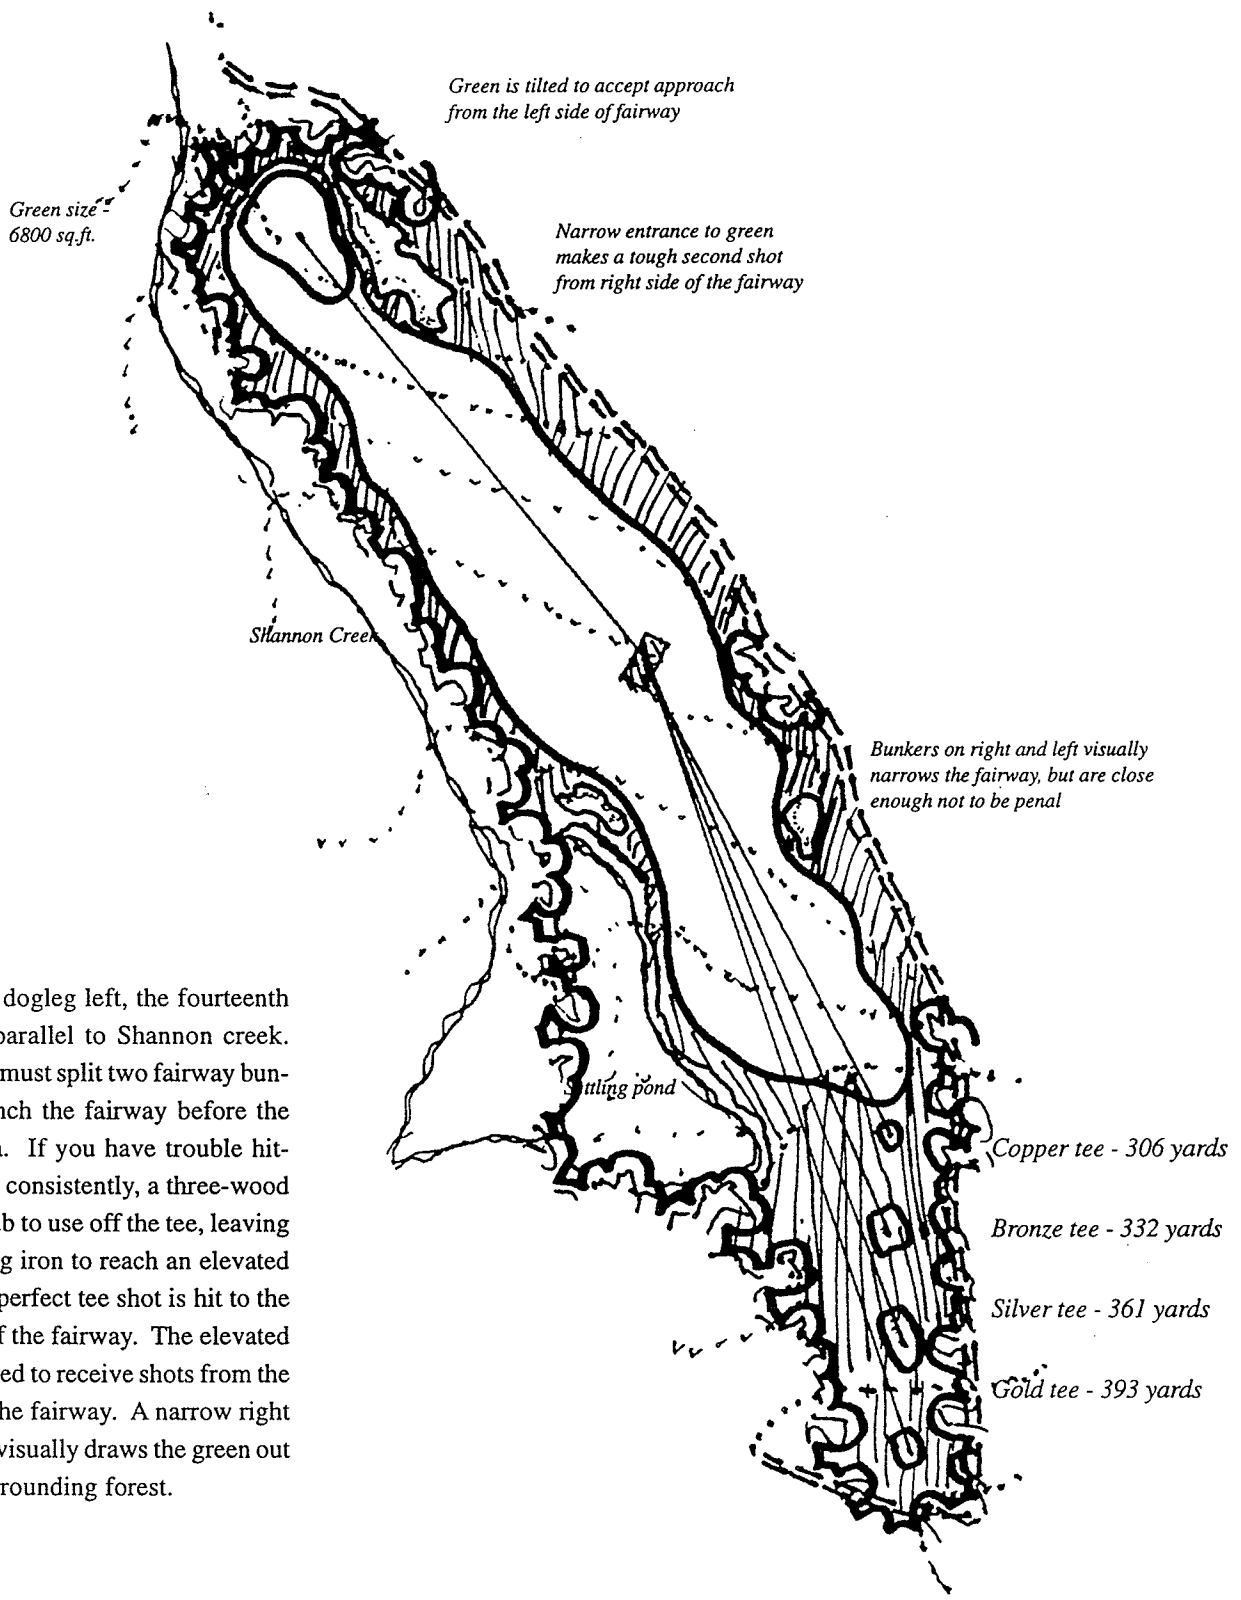 Green is tilted to accept approach
from the left side of fairway
Green size -
6800 sq.ft.
Narrow entrance to green
makes a tough second shot
from right side of the fairway
Shannon Creek
Bunkers on right and left visually
narrows the fairway, but are close
enough not to be penal
dogleg left, the fourteenth
parallel to Shannon creek.
must split two fairway bun-
the fairway before the
If you have trouble hit-
consistently, a three-wood
to use off the tee, leaving
iron to reach an elevated
perfect tee shot is hit to the
the fairway. The elevated
to receive shots from the
fairway. A narrow right
visually draws the green out
forest.
pond
Copper tee - 306 yards
Bronze tee - 332 yards
Silver tee - 361 yards
Gold tee - 393 yards